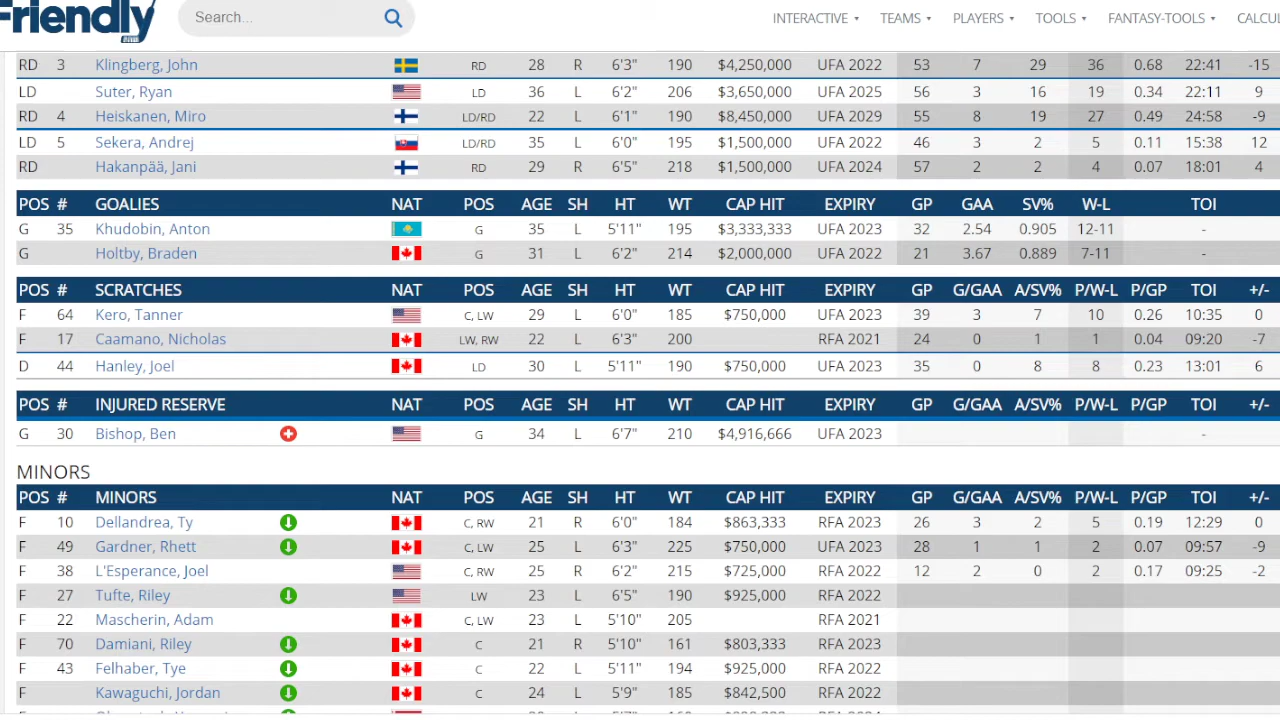 Friendly
Search... INTERACTIVE TEAMS PLAYERS TOOLS FANTASY-TOOLS CALCU
RD 3 Klingberg, John RD 28 R 6'3" 190 $4,250,000 UFA 2022 53 7 29 36 0.68 22:41 -15
LD Suter, Ryan LD 36 L 6'2" 206 $3,650,000 UFA 2025 56 3 16 19 0.34 22:11 9
RD 4 Heiskanen, Miro LD/RD 22 L 6'1" 190 $8,450,000 UFA 2029 55 8 19 27 0.49 24:58 -9
LD 5 Sekera, Andrej LD/RD 35 L 6'0" 195 $1,500,000 UFA 2022 46 3 2 5 0.11 15:38 12
RD Hakanpää, Jani RD 29 R 6'5" 218 $1,500,000 UFA 2024 57 2 2 4 0.07 18:01 4
POS # GOALIES NAT POS AGE SH HT WT CAP HIT EXPIRY GP GAA SV% W-L TOI
G 35 Khudobin, Anton G 35 L 5'11" 195 $3,333,333 UFA 2023 32 2.54 0.905 12-11 -
G Holtby, Braden G 31 L 6'2" 214 $2,000,000 UFA 2022 21 3.67 0.889 7-11 -
POS # SCRATCHES NAT POS AGE SH HT WT CAP HIT EXPIRY GP G/GAA A/SV% P/W-L P/GP TOI +/-
F 64 Kero, Tanner C, LW 29 L 6'0" 185 $750,000 UFA 2023 39 3 7 10 0.26 10:35 0
F 17 Caamano, Nicholas LW, RW 22 L 6'3" 200 RFA 2021 24 0 1 1 0.04 09:20 -7
D 44 Hanley, Joel LD 30 L 5'11" 190 $750,000 UFA 2023 35 0 8 8 0.23 13:01 6
POS # INJURED RESERVE NAT POS AGE SH HT WT CAP HIT EXPIRY GP G/GAA A/SV% P/W-L P/GP TOI +/-
G 30 Bishop, Ben G 34 L 6'7" 210 $4,916,666 UFA 2023 -
MINORS
POS # MINORS NAT POS AGE SH HT WT CAP HIT EXPIRY GP G/GAA A/SV% P/W-L P/GP TOI +/-
F 10 Dellandrea, Ty C, RW 21 R 6'0" 184 $863,333 RFA 2023 26 3 2 5 0.19 12:29 0
F 49 Gardner, Rhett C, LW 25 L 6'3" 225 $750,000 UFA 2023 28 1 1 2 0.07 09:57 -9
F 38 L'Esperance, Joel C, RW 25 R 6'2" 215 $725,000 RFA 2022 12 2 0 2 0.17 09:25 -2
F 27 Tufte, Riley LW 23 L 6'5" 190 $925,000 RFA 2022
F 22 Mascherin, Adam C, LW 23 L 5'10" 205 RFA 2021
F 70 Damiani, Riley C 21 R 5'10" 161 $803,333 RFA 2023
F 43 Felhaber, Tye C 22 L 5'11" 194 $925,000 RFA 2022
F Kawaguchi, Jordan C 24 L 5'9" 185 $842,500 RFA 2022